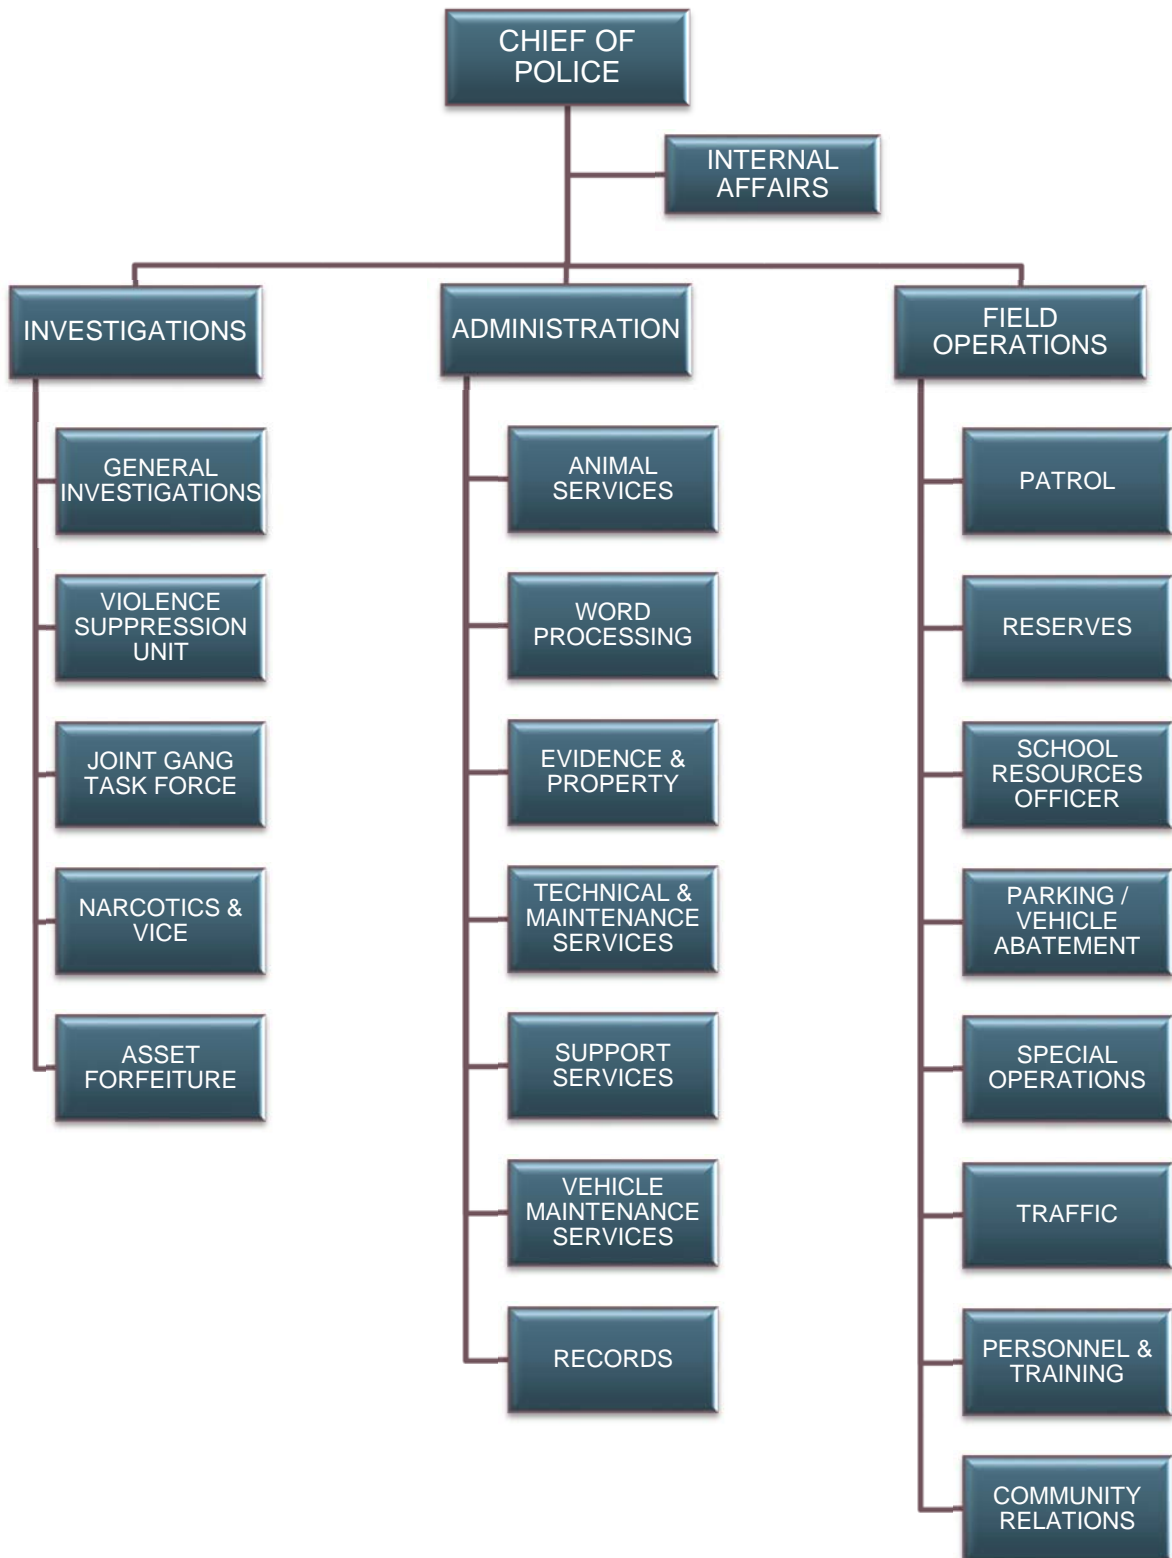 CHIEF OF
POLICE
INTERNAL
AFFAIRS
INVESTIGATIONS
ADMINISTRATION
FIELD
OPERATIONS
GENERAL
INVESTIGATIONS
VIOLENCE
SUPPRESSION
UNIT
JOINT GANG
TASK FORCE
NARCOTICS &
VICE
ASSET
FORFEITURE
ANIMAL
SERVICES
WORD
PROCESSING
EVIDENCE &
PROPERTY
TECHNICAL &
MAINTENANCE
SERVICES
SUPPORT
SERVICES
VEHICLE
MAINTENANCE
SERVICES
RECORDS
PATROL
RESERVES
SCHOOL
RESOURCES
OFFICER
PARKING /
VEHICLE
ABATEMENT
SPECIAL
OPERATIONS
TRAFFIC
PERSONNEL &
TRAINING
COMMUNITY
RELATIONS